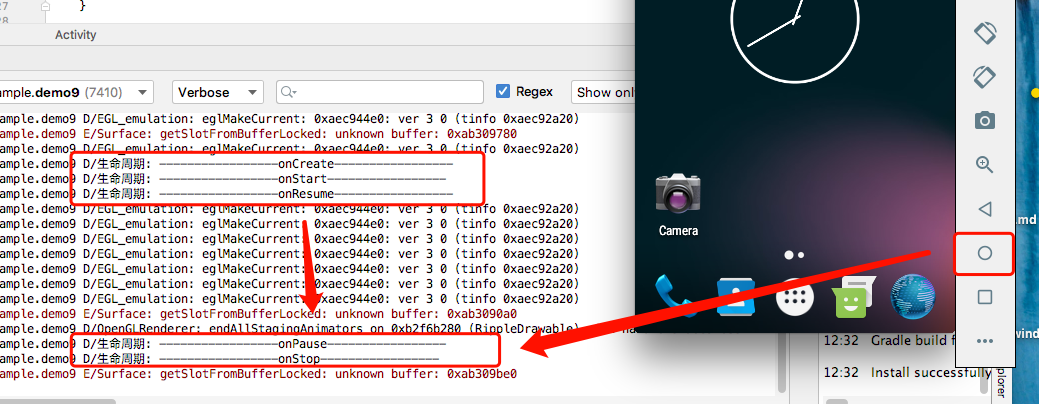 27
}
28
Activity
mple.demo9 (7410)
Verbose
Regex
Show onl
ample.demo9 D/EGL_emulation: eglMakeCurrent: 0xaec944e0: ver 3 0 (tinfo 0xaec92a20)
ample.demo9 E/Surface: getSlotFromBufferLocked: unknown buffer: 0xab309780
ample.demo9 D/EGL_emulation: eglMakeCurrent: 0xaec944e0: ver 3 0 (tinfo 0xaec92a20)
ample.demo9 D/生命周期: —————————————————onCreate—————————————————
ample.demo9 D/生命周期: —————————————————onStart—————————————————
ample.demo9 D/生命周期: —————————————————onResume—————————————————
ample.demo9 D/EGL_emulation: eglMakeCurrent: 0xaec944e0: ver 3 0 (tinfo 0xaec92a20)
ample.demo9 D/EGL_emulation: eglMakeCurrent: 0xaec944e0: ver 3 0 (tinfo 0xaec92a20)
ample.demo9 D/EGL_emulation: eglMakeCurrent: 0xaec944e0: ver 3 0 (tinfo 0xaec92a20)
ample.demo9 D/EGL_emulation: eglMakeCurrent: 0xaec944e0: ver 3 0 (tinfo 0xaec92a20)
ample.demo9 D/EGL_emulation: eglMakeCurrent: 0xaec944e0: ver 3 0 (tinfo 0xaec92a20)
ample.demo9 D/EGL_emulation: eglMakeCurrent: 0xaec944e0: ver 3 0 (tinfo 0xaec92a20)
ample.demo9 D/EGL_emulation: eglMakeCurrent: 0xaec944e0: ver 3 0 (tinfo 0xaec92a20)
ample.demo9 E/Surface: getSlotFromBufferLocked: unknown buffer: 0xab3090a0
ample.demo9 D/OpenGLRenderer: endAllStagingAnimators on 0xb2f6b280 (RippleDrawable)
ample.demo9 D/生命周期: —————————————————onPause—————————————————
ample.demo9 D/生命周期: —————————————————onStop—————————————————
ample.demo9 E/Surface: getSlotFromBufferLocked: unknown buffer: 0xab309be0
Camera
.md
wind
12:32 Gradle build f
12:32 Install successfully
plorer